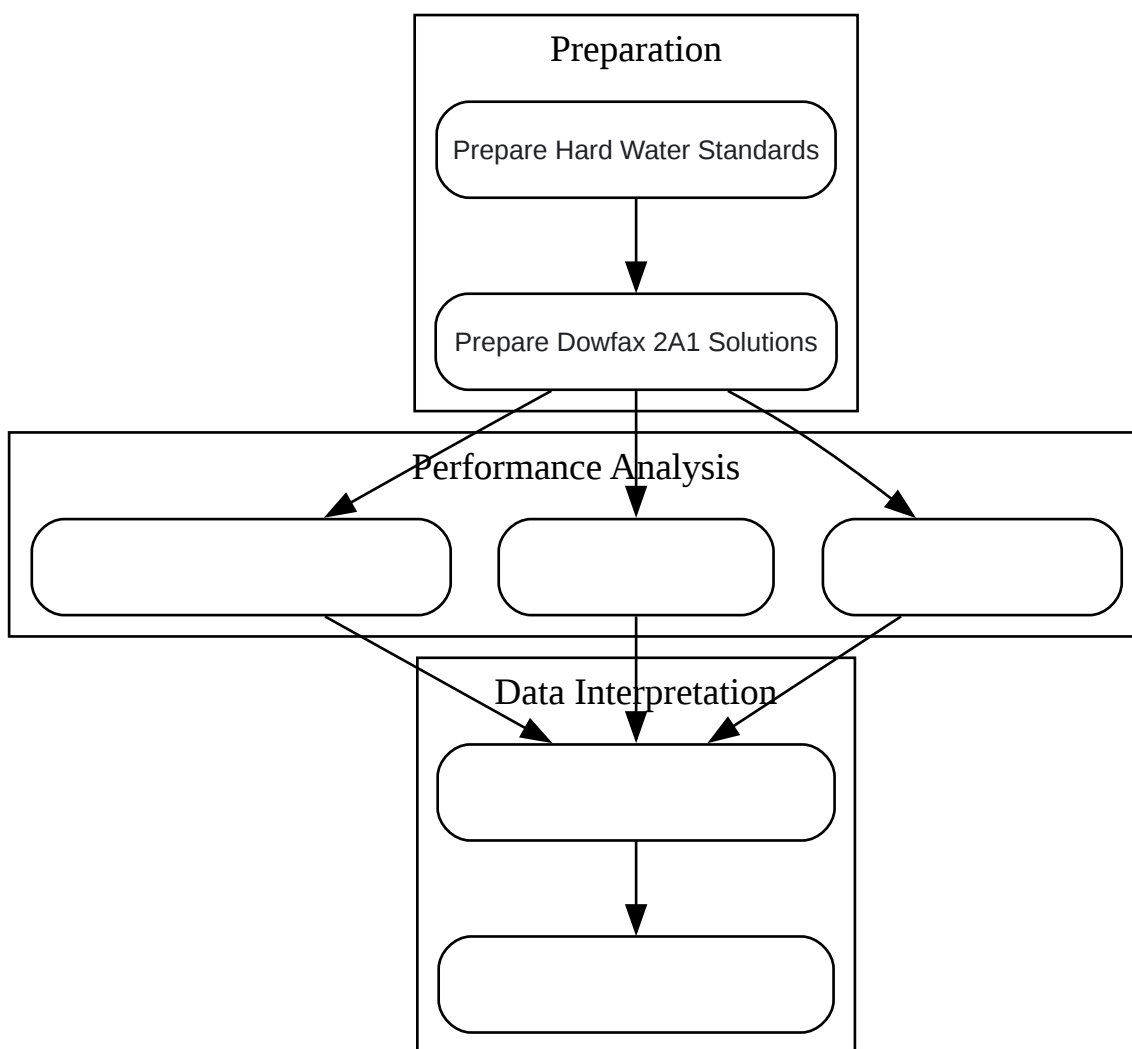 Preparation
Prepare Hard Water Standards
Prepare Dowfax 2A1 Solutions
Performance Analysis
Data Interpretation